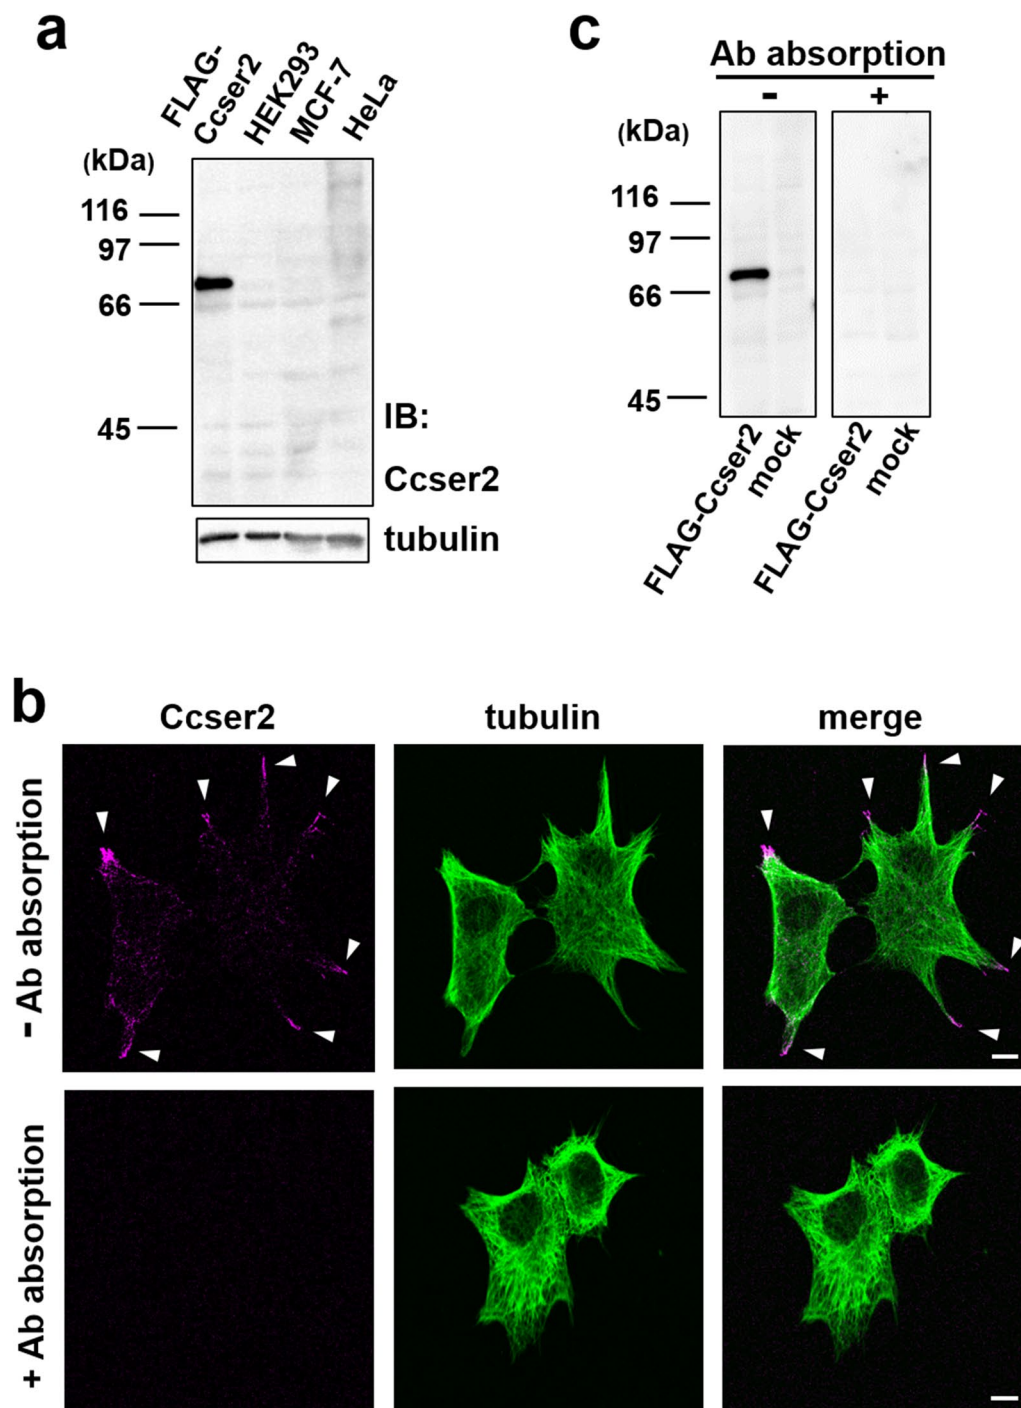 a
FLAG-
Ccser2
HEK293
MCF-7
HeLa
(kDa)
116
97
66
45
IB:
Ccser2
tubulin
c
Ab absorption
- +
(kDa)
116
97
66
45
FLAG-Ccser2
mock
FLAG-Ccser2
mock
b
Ccser2 tubulin merge
- Ab absorption
+ Ab absorption